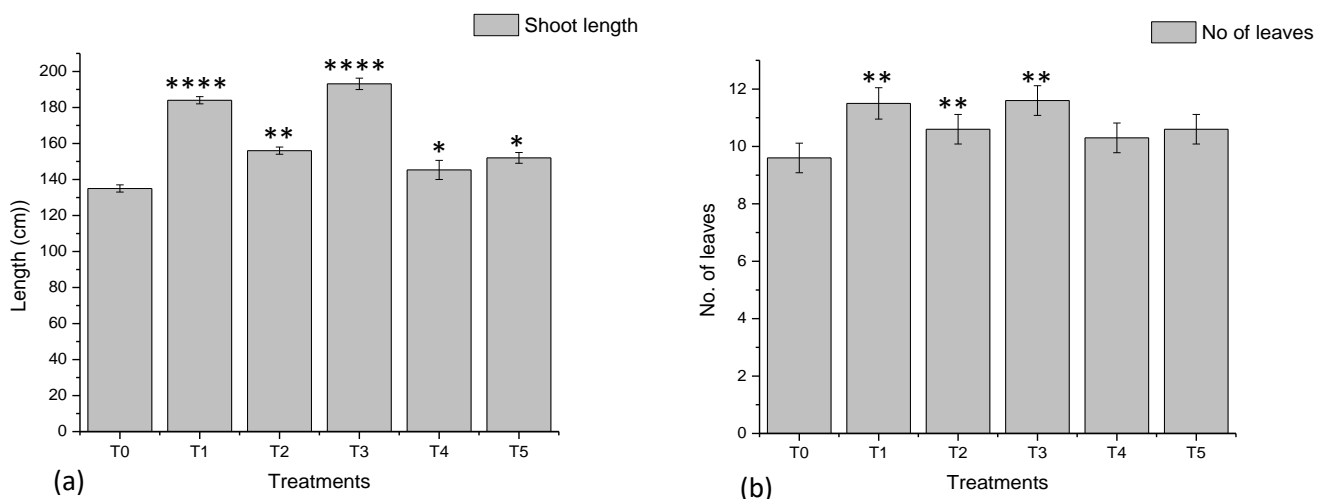 Shoot length
Length (cm))
200
180
160
140
120
100
80
60
40
20
0
****
**
****
*
*
T0 T1 T2 T3 T4 T5
Treatments
(a)
No of leaves
No. of leaves
12
10
8
6
4
2
0
**
**
**
T0 T1 T2 T3 T4 T5
Treatments
(b)